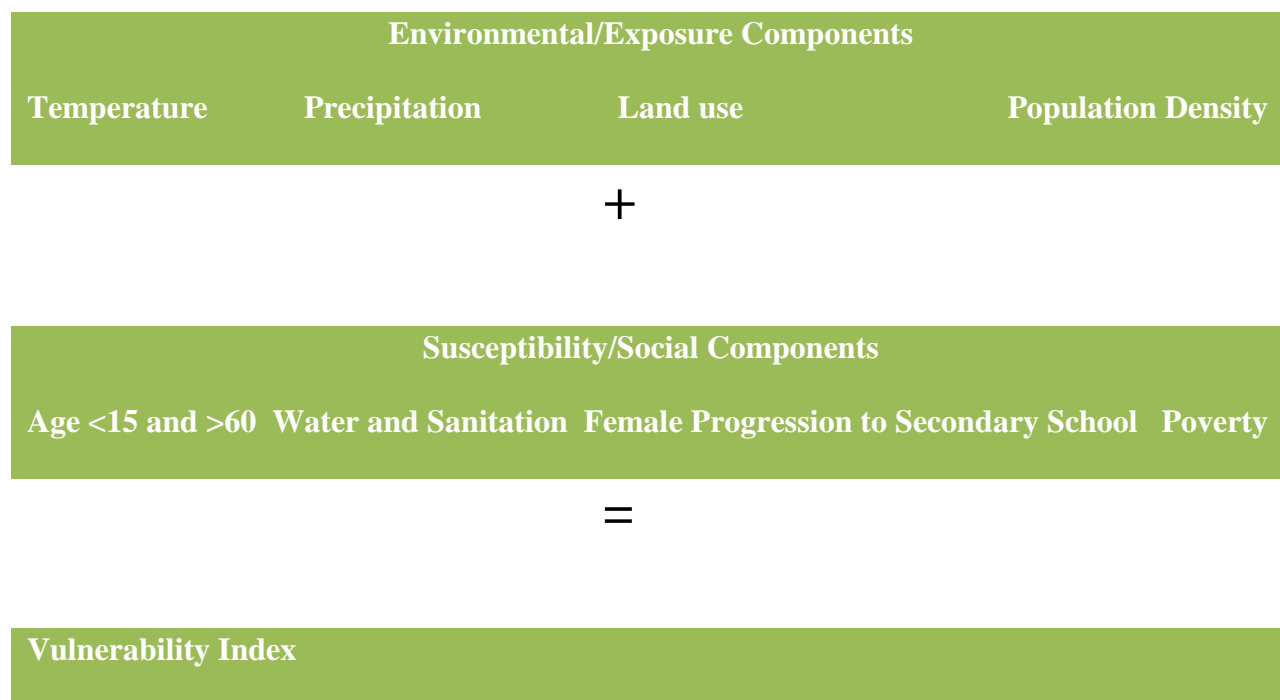 Environmental/Exposure Components
Temperature Precipitation Land use Population Density
+
Susceptibility/Social Components
Age <15 and >60 Water and Sanitation Female Progression to Secondary School Poverty
=
Vulnerability Index